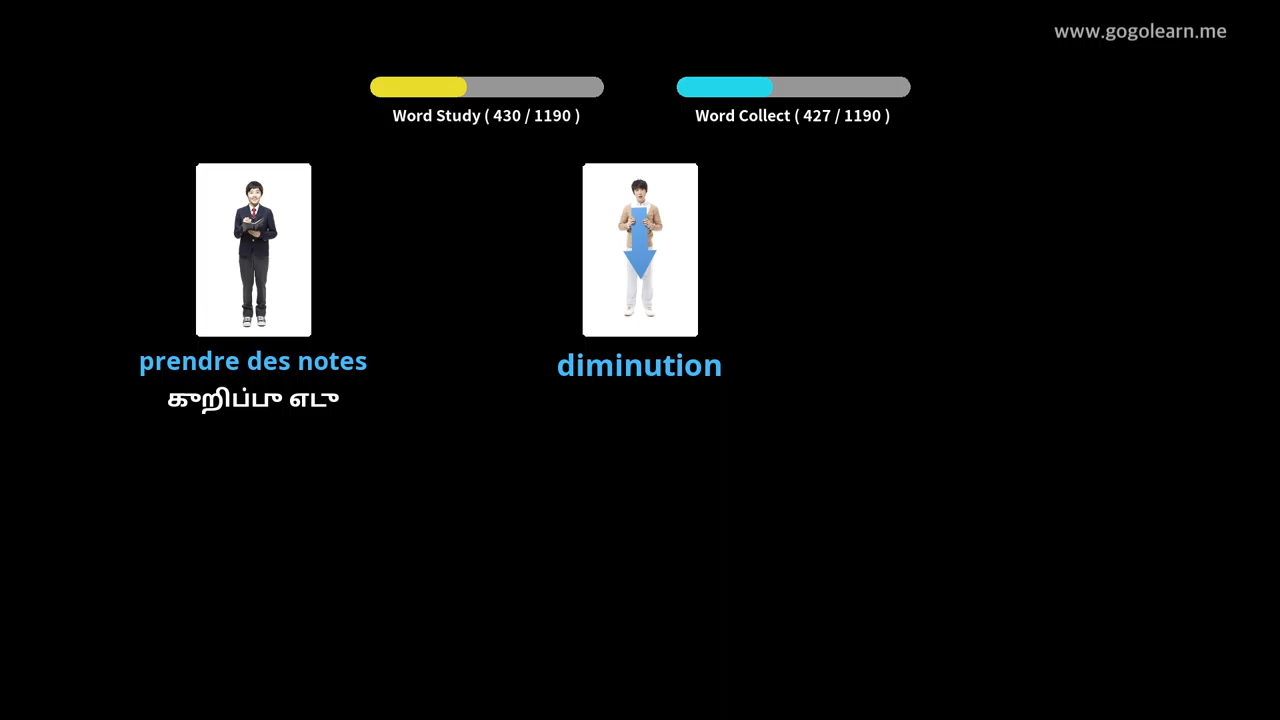 www.gogolearn.me
Word Study ( 430 / 1190 )
Word Collect ( 427 / 1190 )
prendre des notes
குறிப்பு எடு
diminution